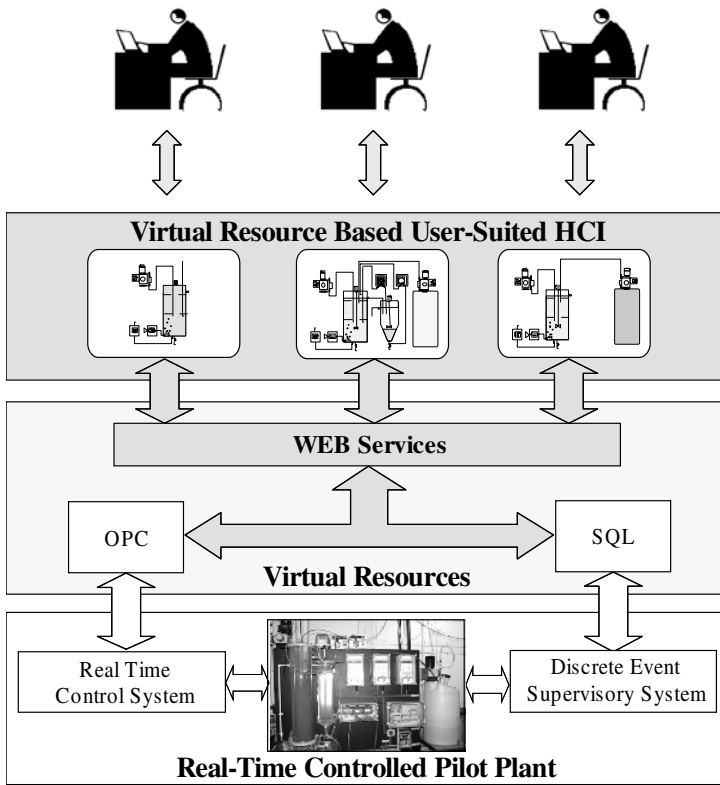 Virtual Resource Based User-Suited HCI
WEB Services
OPC
SQL
Virtual Resources
Real Time
Control System
Discrete Event
Supervisory System
Real-Time Controlled Pilot Plant